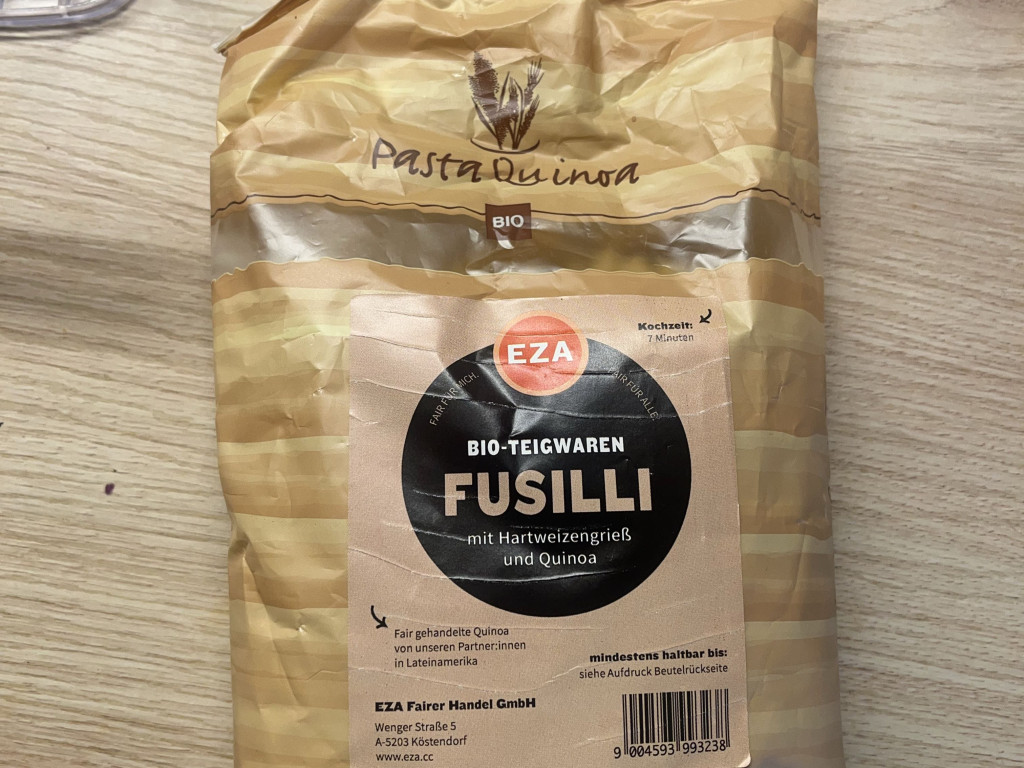 Pasta Quinoa
BIO
Kochzeit:
7 Minuten
EZA
FAIR FÜR MICH.
FAIR FÜR ALLE.
BIO-TEIGWAREN
FUSILLI
mit Hartweizengrieß
und Quinoa
Fair gehandelte Quinoa
von unseren Partner:innen
in Lateinamerika
mindestens haltbar bis:
siehe Aufdruck Beutelrückseite
EZA Fairer Handel GmbH
Wenger Straße 5
A-5203 Köstendorf
www.eza.cc
9 004593 993238